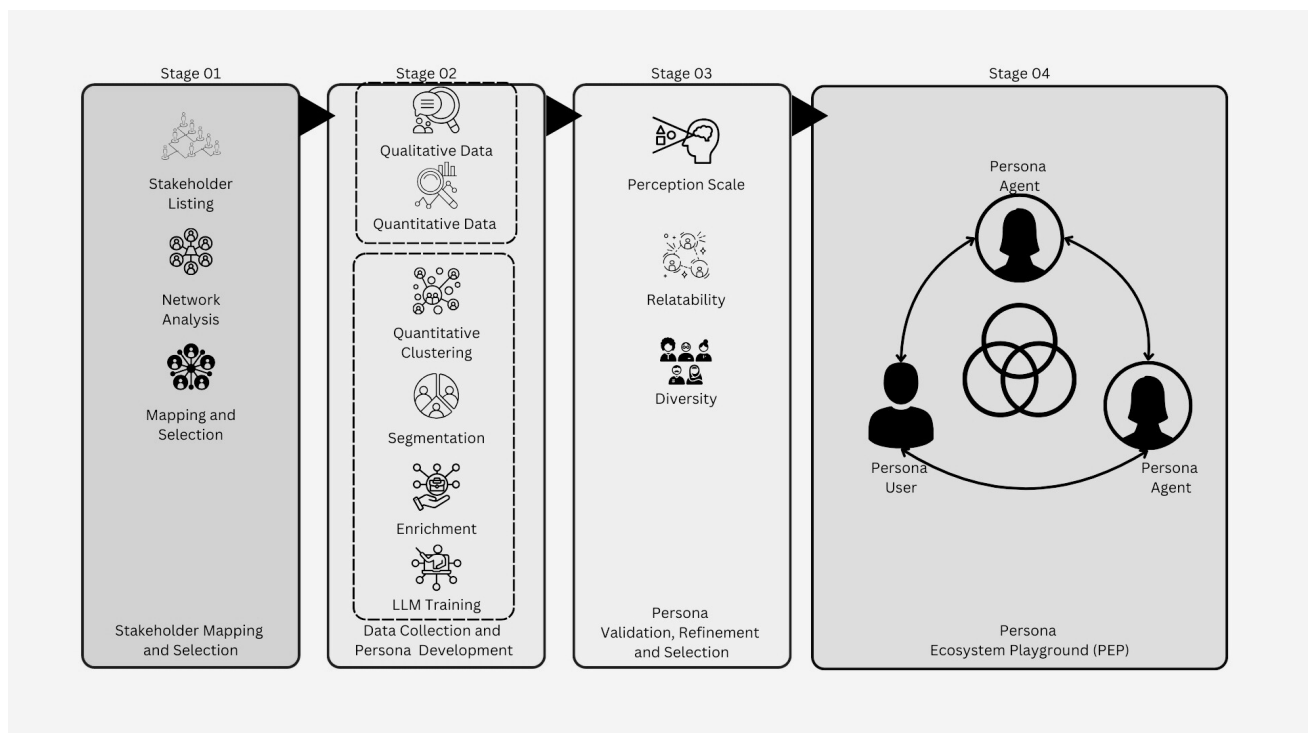 Stage 01
Stakeholder
Listing
Network
Analysis
Mapping and
Selection
Stakeholder Mapping
and Selection
Stage 02
Qualitative Data
Quantitative Data
Quantitative
Clustering
Segmentation
Enrichment
LLM Training
Data Collection and
Persona Development
Stage 03
Perception Scale
Relatability
Diversity
Persona
Validation, Refinement
and Selection
Stage 04
Persona
Agent
Persona
User
Persona
Agent
Persona
Ecosystem Playground (PEP)